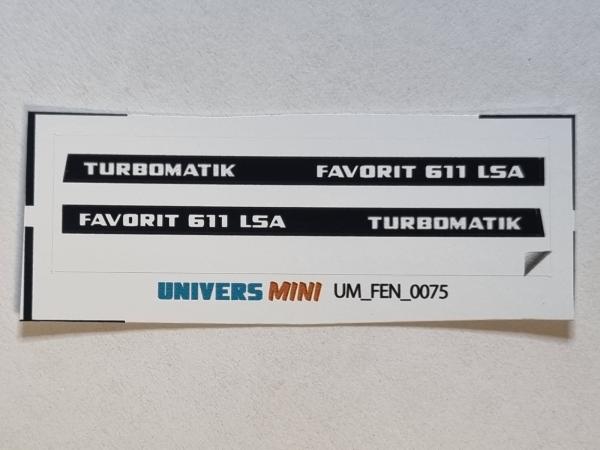 TURBOMATIK FAVORIT 611 LSA
FAVORIT 611 LSA TURBOMATIK
UNIVERS MINI UM_FEN_0075